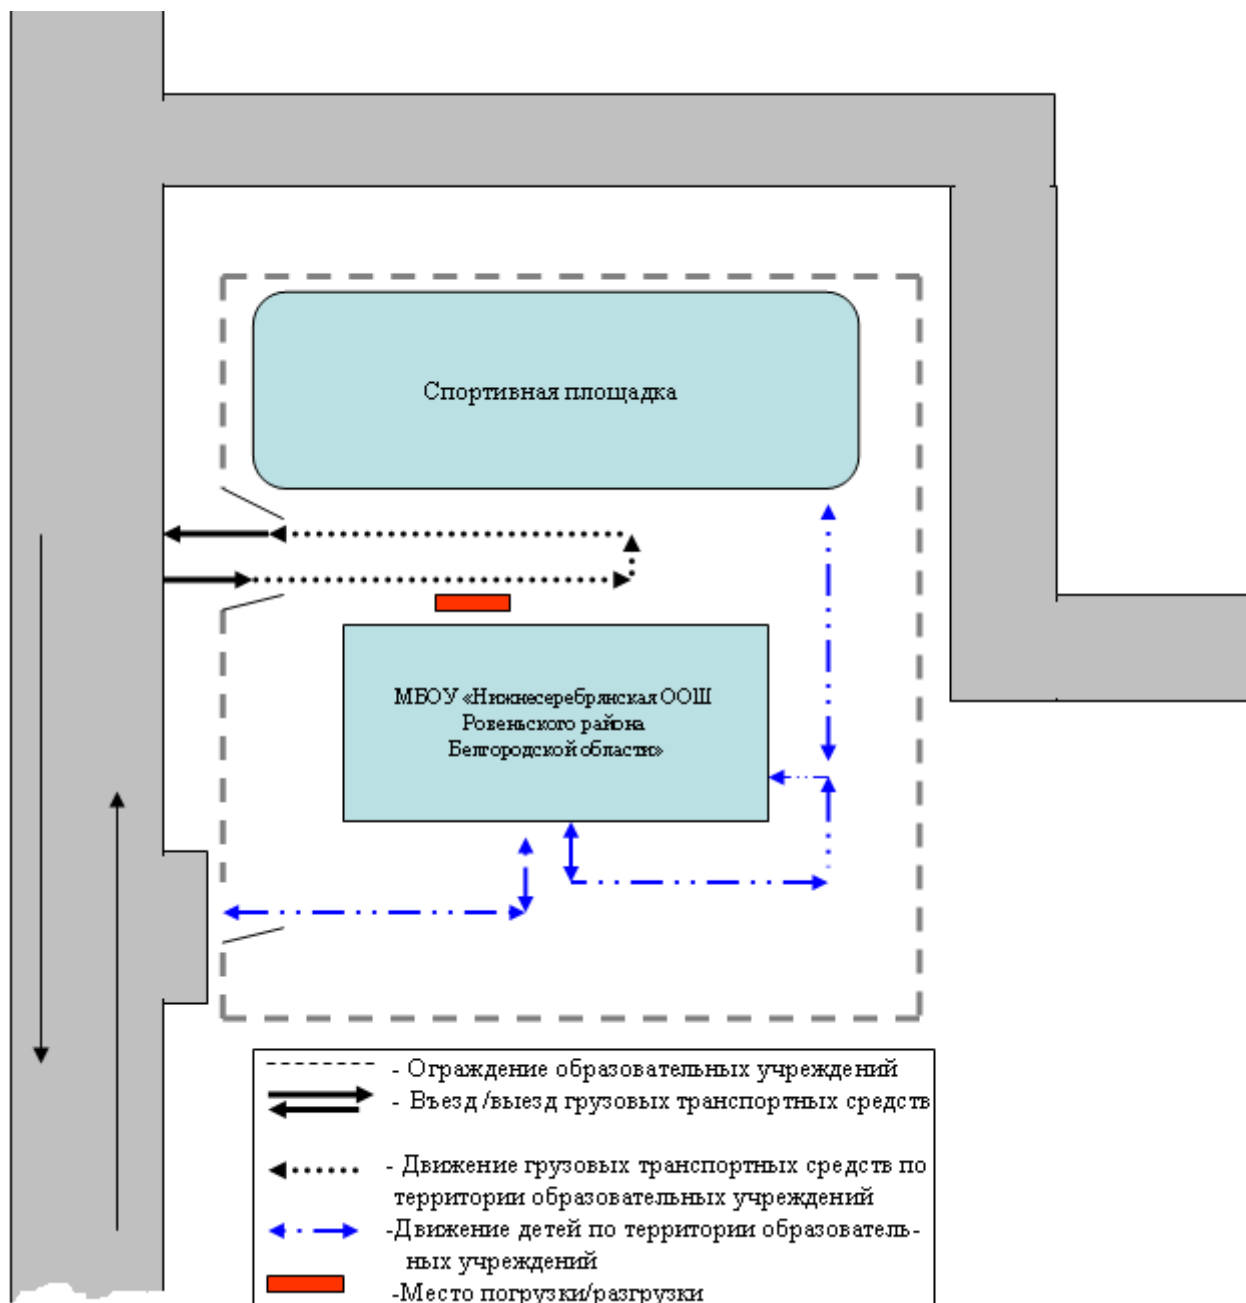 Спортивная площадка
МБОУ «Нижнесеребрянская ООШ
Ровеньского района
Белгородской области»
- Ограждение образовательных учреждений
- Въезд /выезд грузовых транспортных средств
- Движение грузовых транспортных средств по
территории образовательных учреждений
-Движение детей по территории образователь-
ных учреждений
-Место погрузки/разгрузки